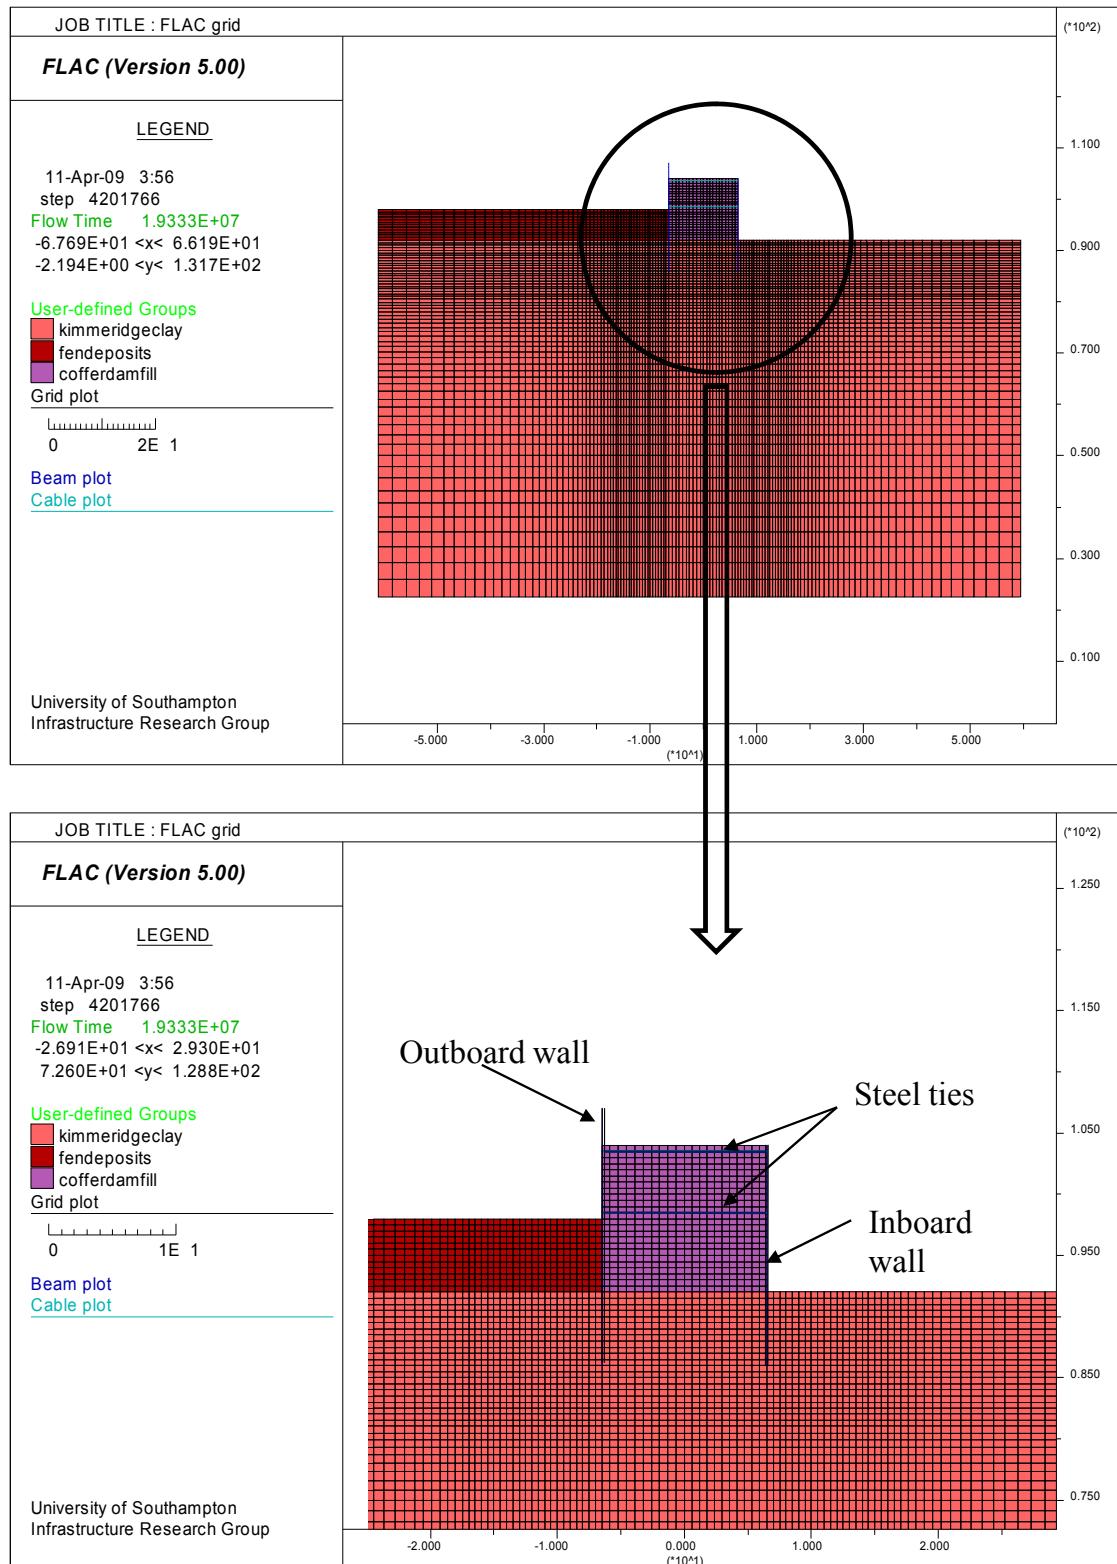 JOB TITLE : FLAC grid
(*10^2)
FLAC (Version 5.00)
LEGEND
11-Apr-09 3:56
step 4201766
Flow Time 1.9333E+07
-6.769E+01 <x< 6.619E+01
-2.194E+00 <y< 1.317E+02
User-defined Groups
kimmeridgeclay
fendeposits
cofferdamfill
Grid plot
0 2E 1
Beam plot
Cable plot
University of Southampton
Infrastructure Research Group
1.100
0.900
0.700
0.500
0.300
0.100
-5.000 -3.000 -1.000 1.000 3.000 5.000
(*10^1)
JOB TITLE : FLAC grid
(*10^2)
FLAC (Version 5.00)
LEGEND
11-Apr-09 3:56
step 4201766
Flow Time 1.9333E+07
-2.691E+01 <x< 2.930E+01
7.260E+01 <y< 1.288E+02
User-defined Groups
kimmeridgeclay
fendeposits
cofferdamfill
Grid plot
0 1E 1
Beam plot
Cable plot
University of Southampton
Infrastructure Research Group
Outboard wall
Steel ties
Inboard
wall
1.250
1.150
1.050
0.950
0.850
0.750
-2.000 -1.000 0.000 1.000 2.000
(*10^1)